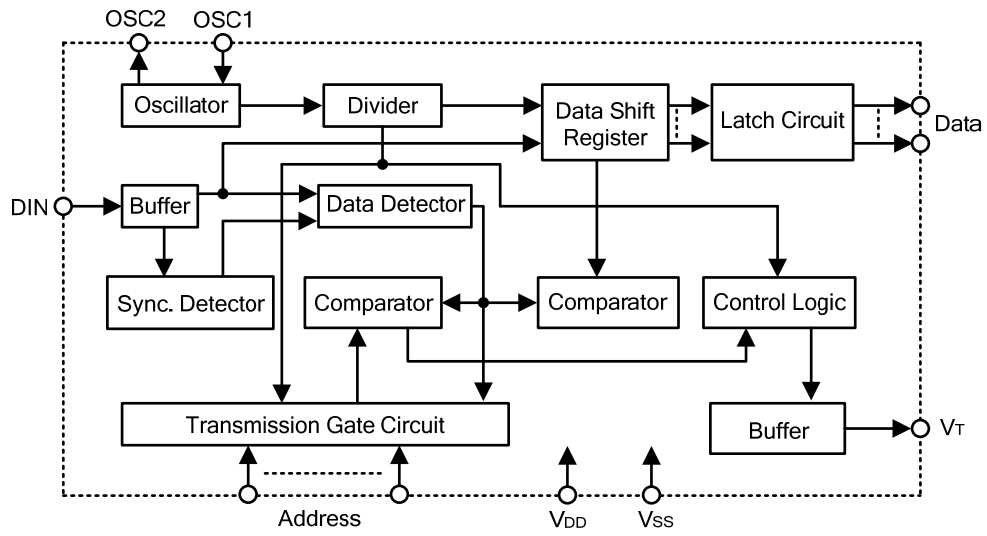 OSC2 OSC1
Oscillator
Divider
Data Shift
Register
Latch Circuit
Data
DIN
Buffer
Data Detector
Sync. Detector
Comparator
Comparator
Control Logic
Transmission Gate Circuit
Buffer
VT
Address
VDD
VSS